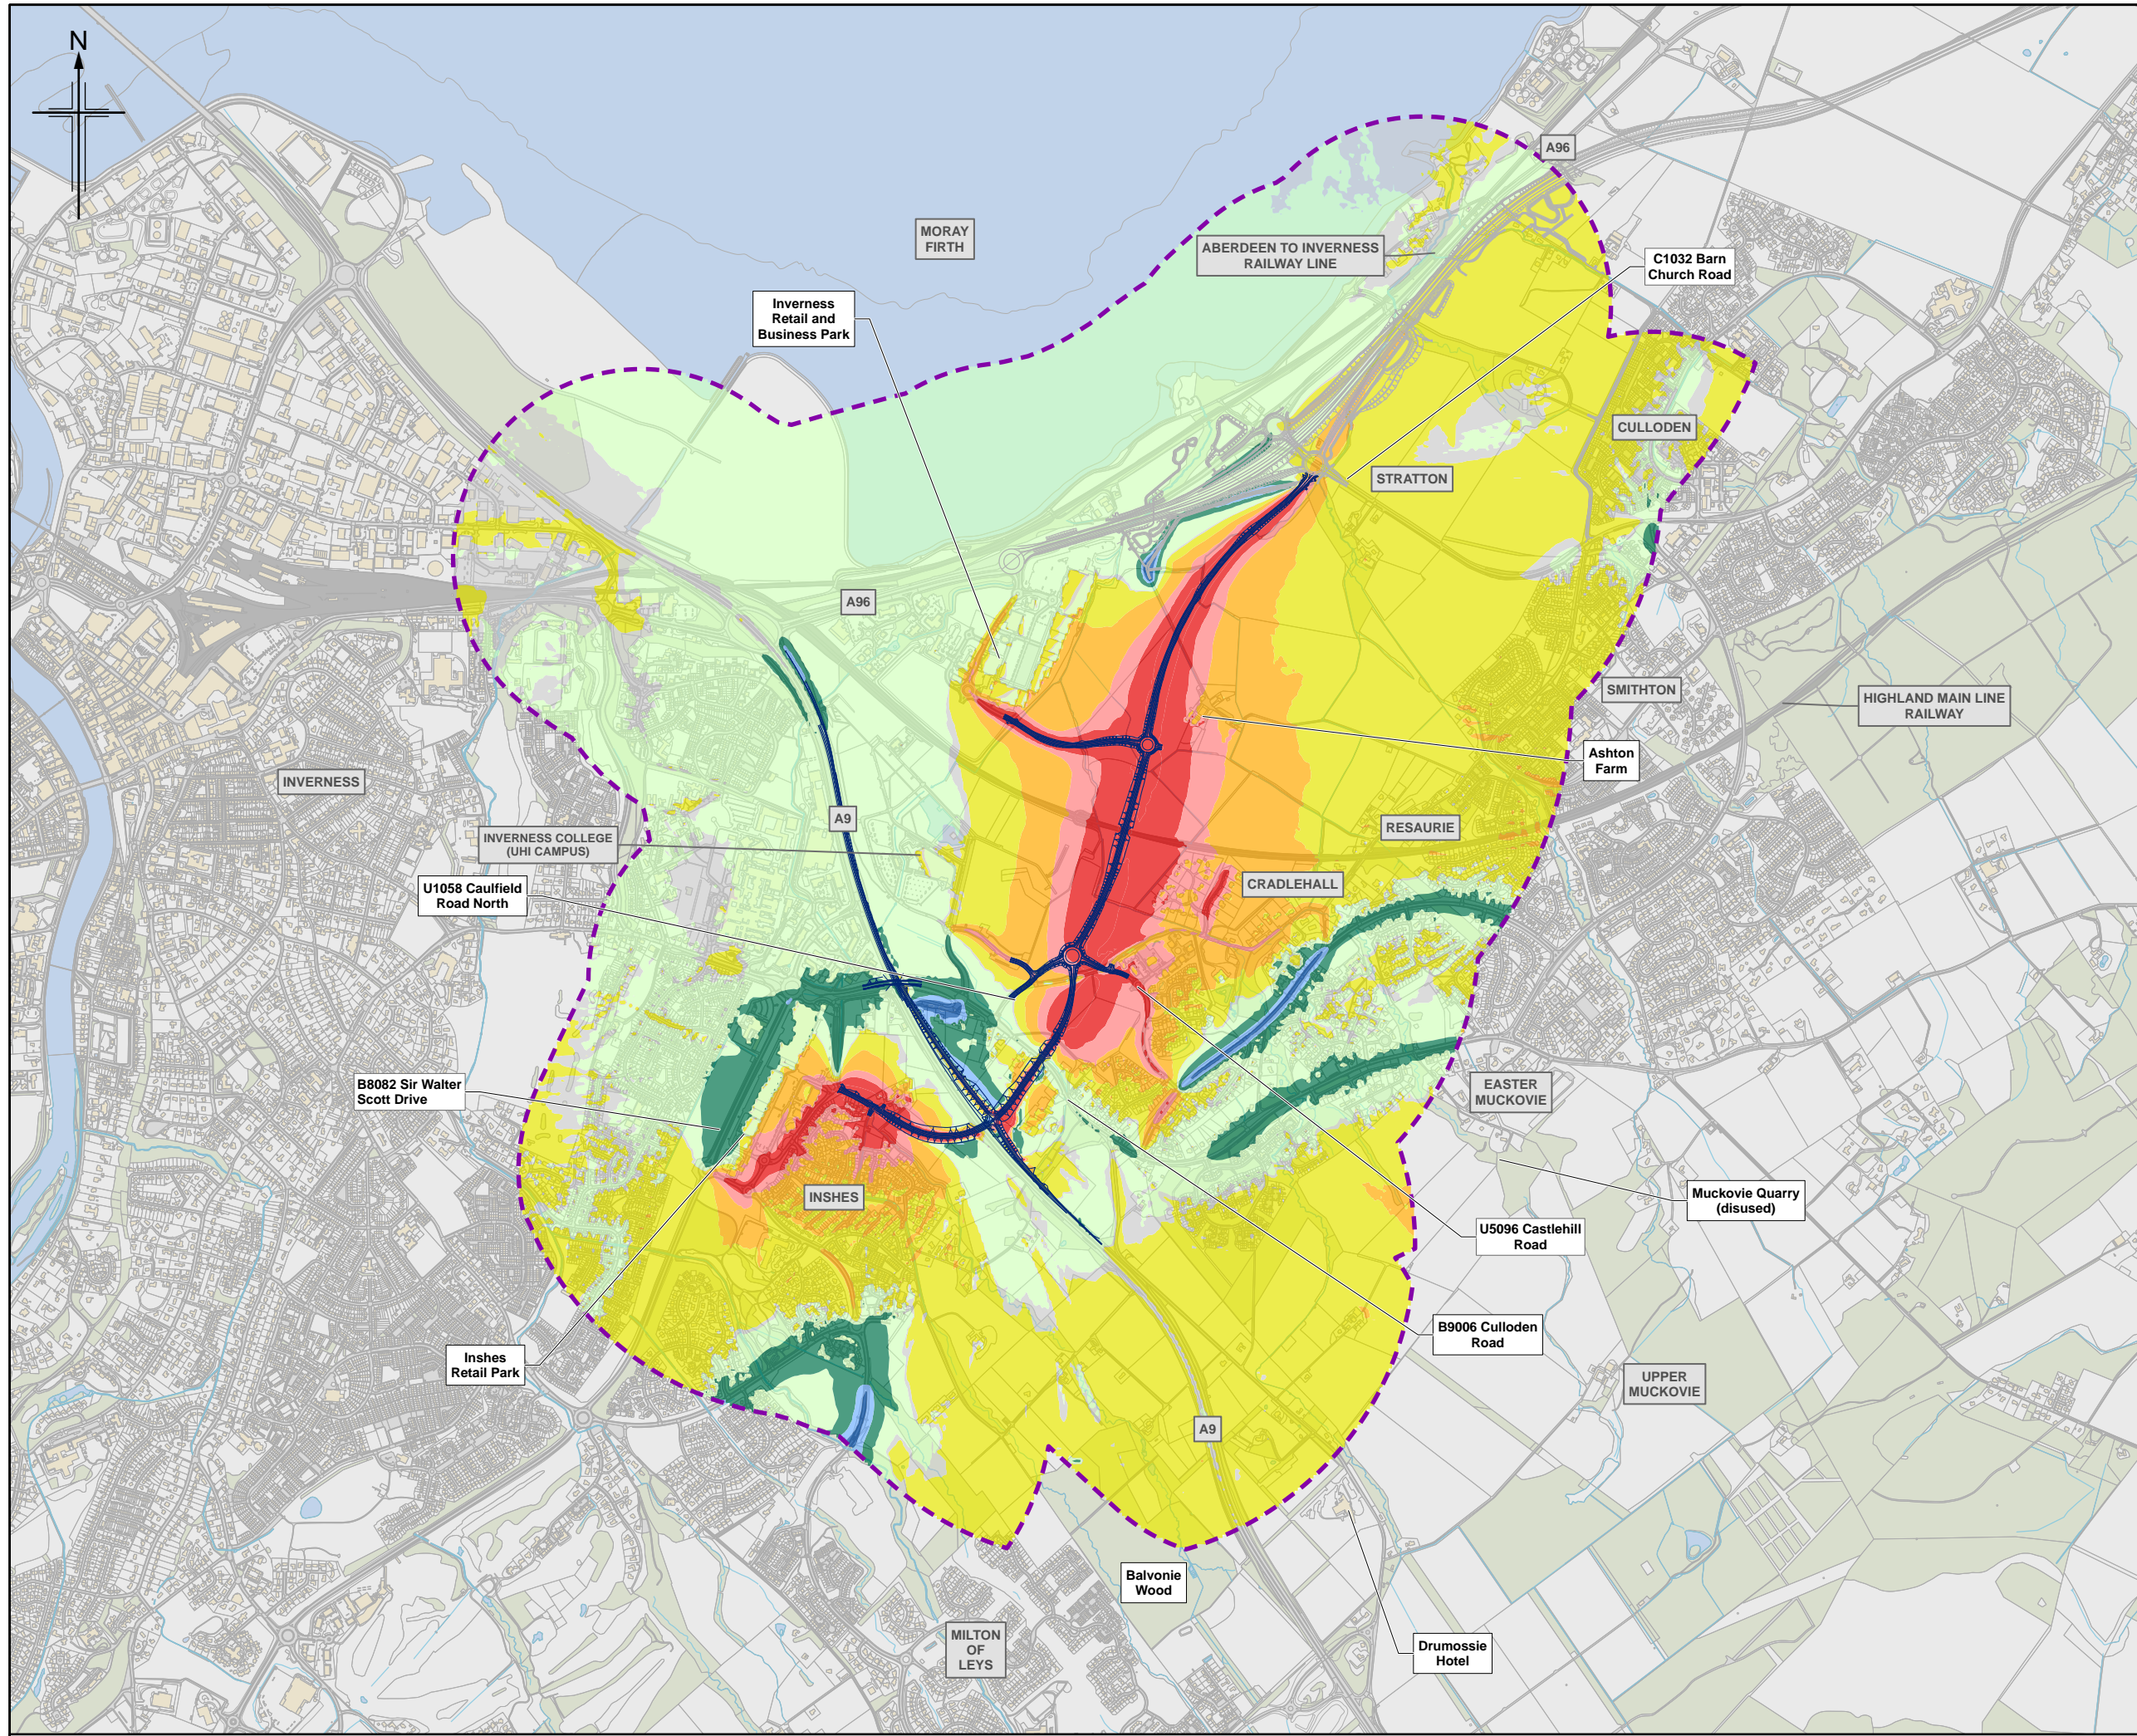 N
A96
MORAY
FIRTH
ABERDEEN TO INVERNESS
RAILWAY LINE
C1032 Barn
Church Road
Inverness
Retail and
Business Park
CULLODEN
STRATTON
A96
SMITHTON
HIGHLAND MAIN LINE
RAILWAY
Ashton
Farm
INVERNESS
A9
RESAURIE
INVERNESS COLLEGE
(UHI CAMPUS)
CRADLEHALL
U1058 Caulfield
Road North
B8082 Sir Walter
Scott Drive
EASTER
MUCKOVIE
INSHES
Muckovie Quarry
(disused)
U5096 Castlehill
Road
B9006 Culloden
Road
Inshes
Retail Park
UPPER
MUCKOVIE
A9
Balvonie
Wood
MILTON
OF
LEYS
Drumossie
Hotel